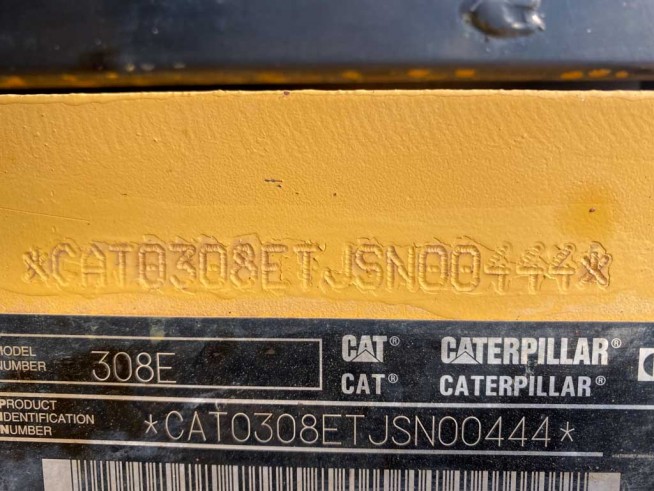 *CAT0308ETJSN00444*
MODEL NUMBER 308E
CAT® CATERPILLAR®
CAT® CATERPILLAR®
PRODUCT
IDENTIFICATION
NUMBER
*CAT0308ETJSN00444*